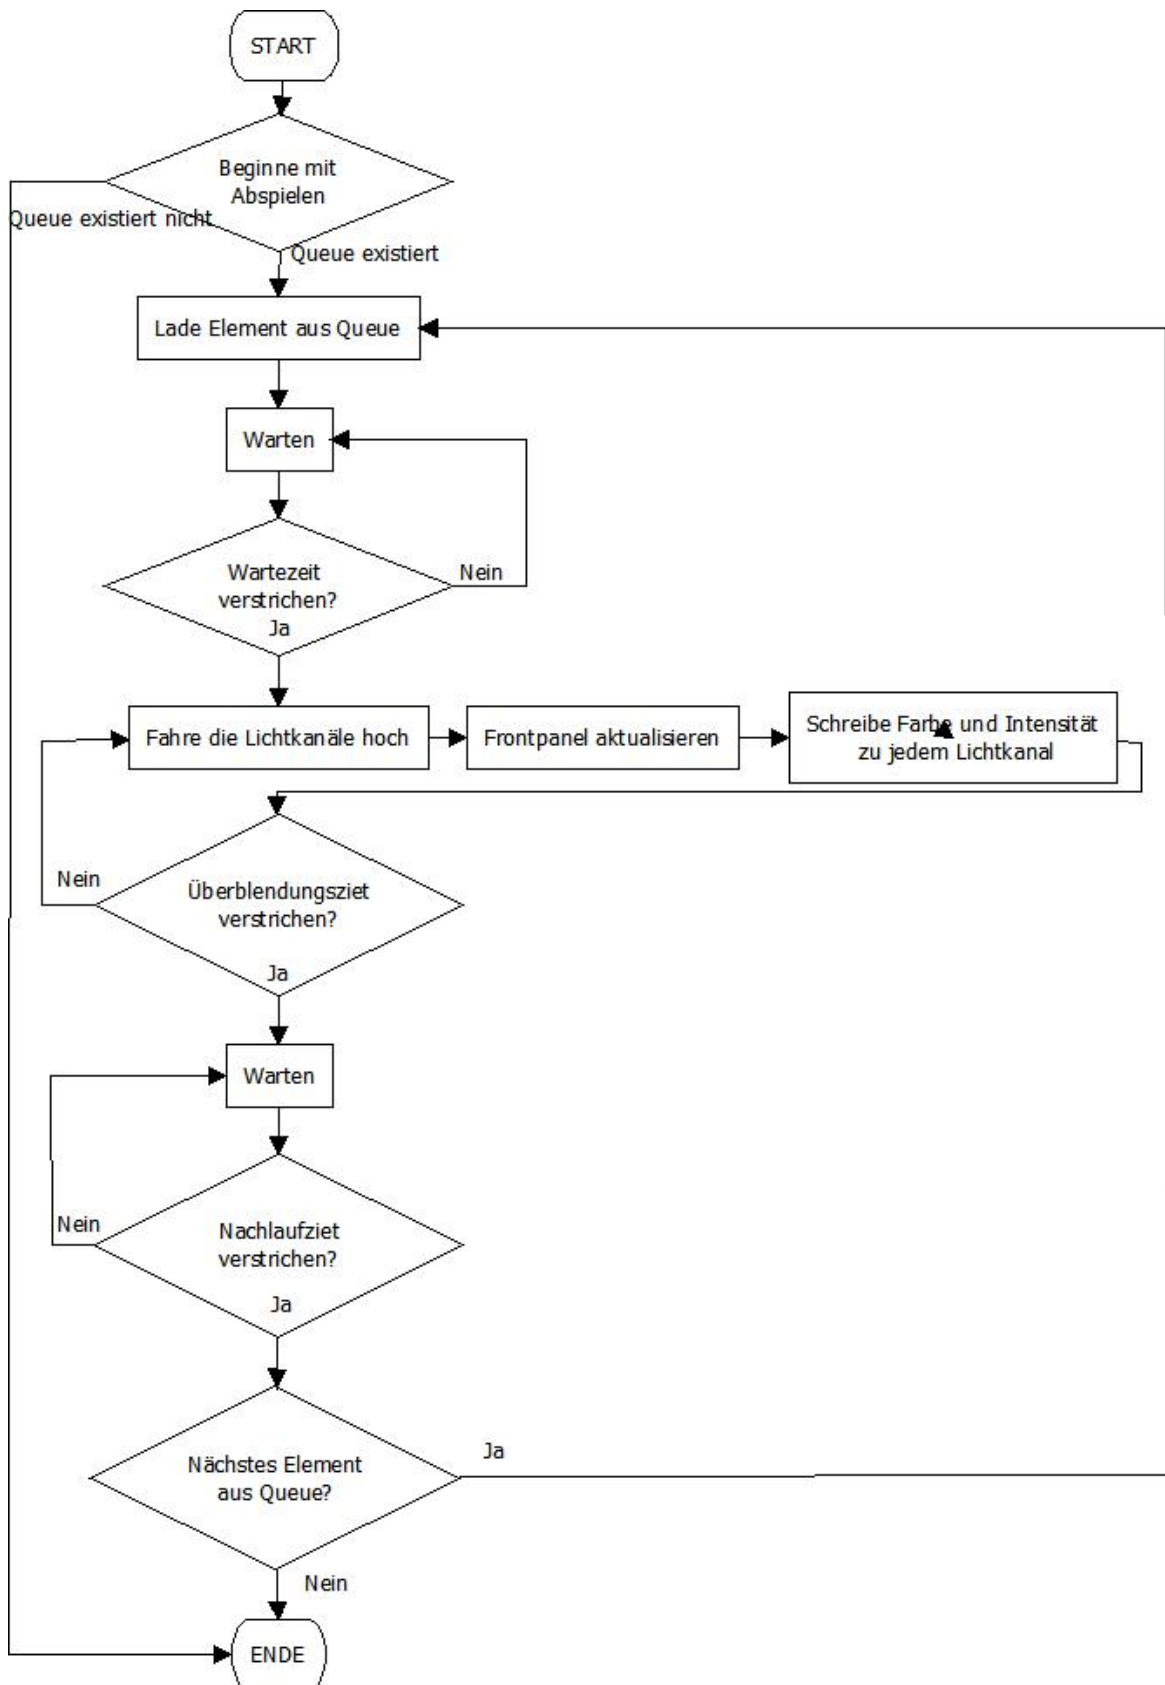 START
Beginne mit
Abspielen
Queue existiert nicht
Queue existiert
Lade Element aus Queue
Warten
Wartezeit
verstrichen?
Nein
Ja
Fahre die Lichtkanäle hoch
Frontpanel aktualisieren
Schreibe Farbe und Intensität
zu jedem Lichtkanal
Nein
Überblendungsziet
verstrichen?
Ja
Warten
Nein
Nachlaufziet
verstrichen?
Ja
Nächstes Element
aus Queue?
Ja
Nein
ENDE